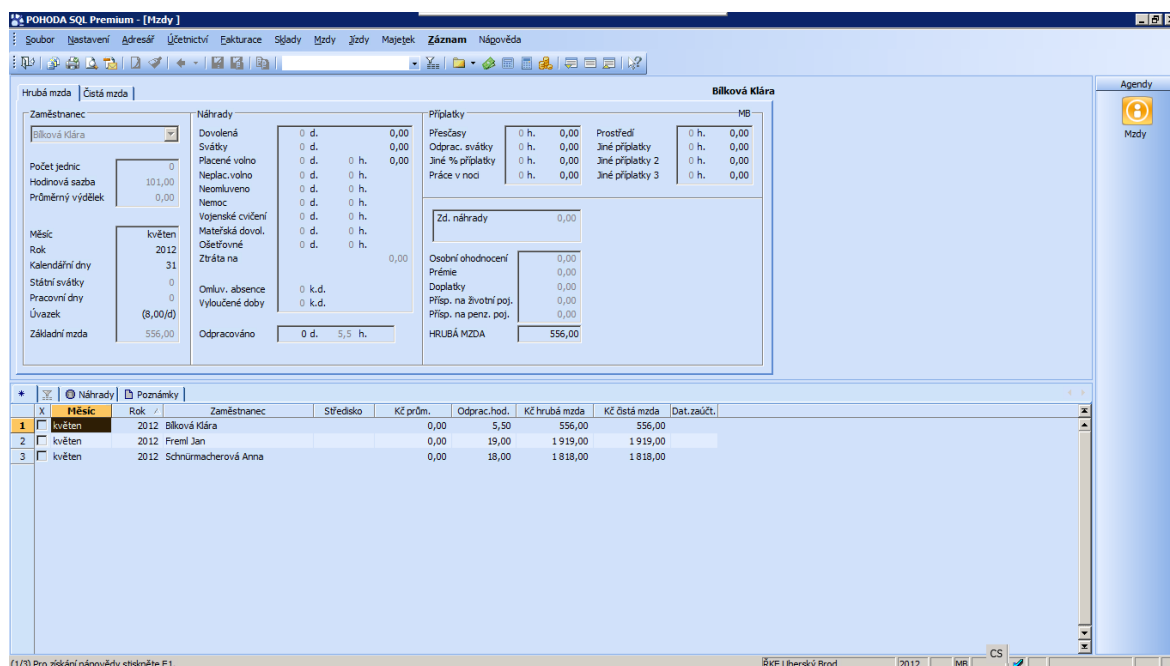 POHODA SQL Premium - [Mzdy ]
Soubor Nastavení Adresář Účetnictví Fakturace Sklady Mzdy Jízdy Majetek Záznam Nápověda
Agendy
Mzdy
Hrubá mzda Čistá mzda Bílková Klára
Zaměstnanec Náhrady Příplatky MB
Bílková Klára Dovolená 0 d. 0,00 Přesčasy 0 h. 0,00 Prostředí 0 h. 0,00
Svátky 0 d. 0,00 Odprac. svátky 0 h. 0,00 Jiné příplatky 0 h. 0,00
Počet jednic 0 Placené volno 0 d. 0 h. 0,00 Jiné % příplatky 0 h. 0,00 Jiné příplatky 2 0 h. 0,00
Hodinová sazba 101,00 Neplac.volno 0 d. 0 h. Práce v noci 0 h. 0,00 Jiné příplatky 3 0 h. 0,00
Průměrný výdělek 0,00 Neomluveno 0 d. 0 h.
Nemoc 0 d. 0 h.
Vojenské cvičení 0 d. 0 h. Zd. náhrady 0,00
Měsíc květen Mateřská dovol. 0 d. 0 h.
Rok 2012 Ošetřovné 0 d. 0 h.
Kalendářní dny 31 Ztráta na 0,00 Osobní ohodnocení 0,00
Státní svátky 0 Prémie 0,00
Pracovní dny 0 Omluv. absence 0 k.d. Doplatky 0,00
Úvazek (8,00/d) Vyloučené doby 0 k.d. Přísp. na životní poj. 0,00
Přísp. na penz. poj. 0,00
Základní mzda 556,00 Odpracováno 0 d. 5,5 h. HRUBÁ MZDA 556,00
* Náhrady Poznámky
X Měsíc Rok Zaměstnanec Středisko Kč prům. Odprac.hod. Kč hrubá mzda Kč čistá mzda Dat.zaúčt.
1 květen 2012 Bílková Klára 0,00 5,50 556,00 556,00
2 květen 2012 Freml Jan 0,00 19,00 1 919,00 1 919,00
3 květen 2012 Schnürmacherová Anna 0,00 18,00 1 818,00 1 818,00
CS
(1/3) Pro získání nápovědy stiskněte F1. ŘKF Uherský Brod 2012 MB